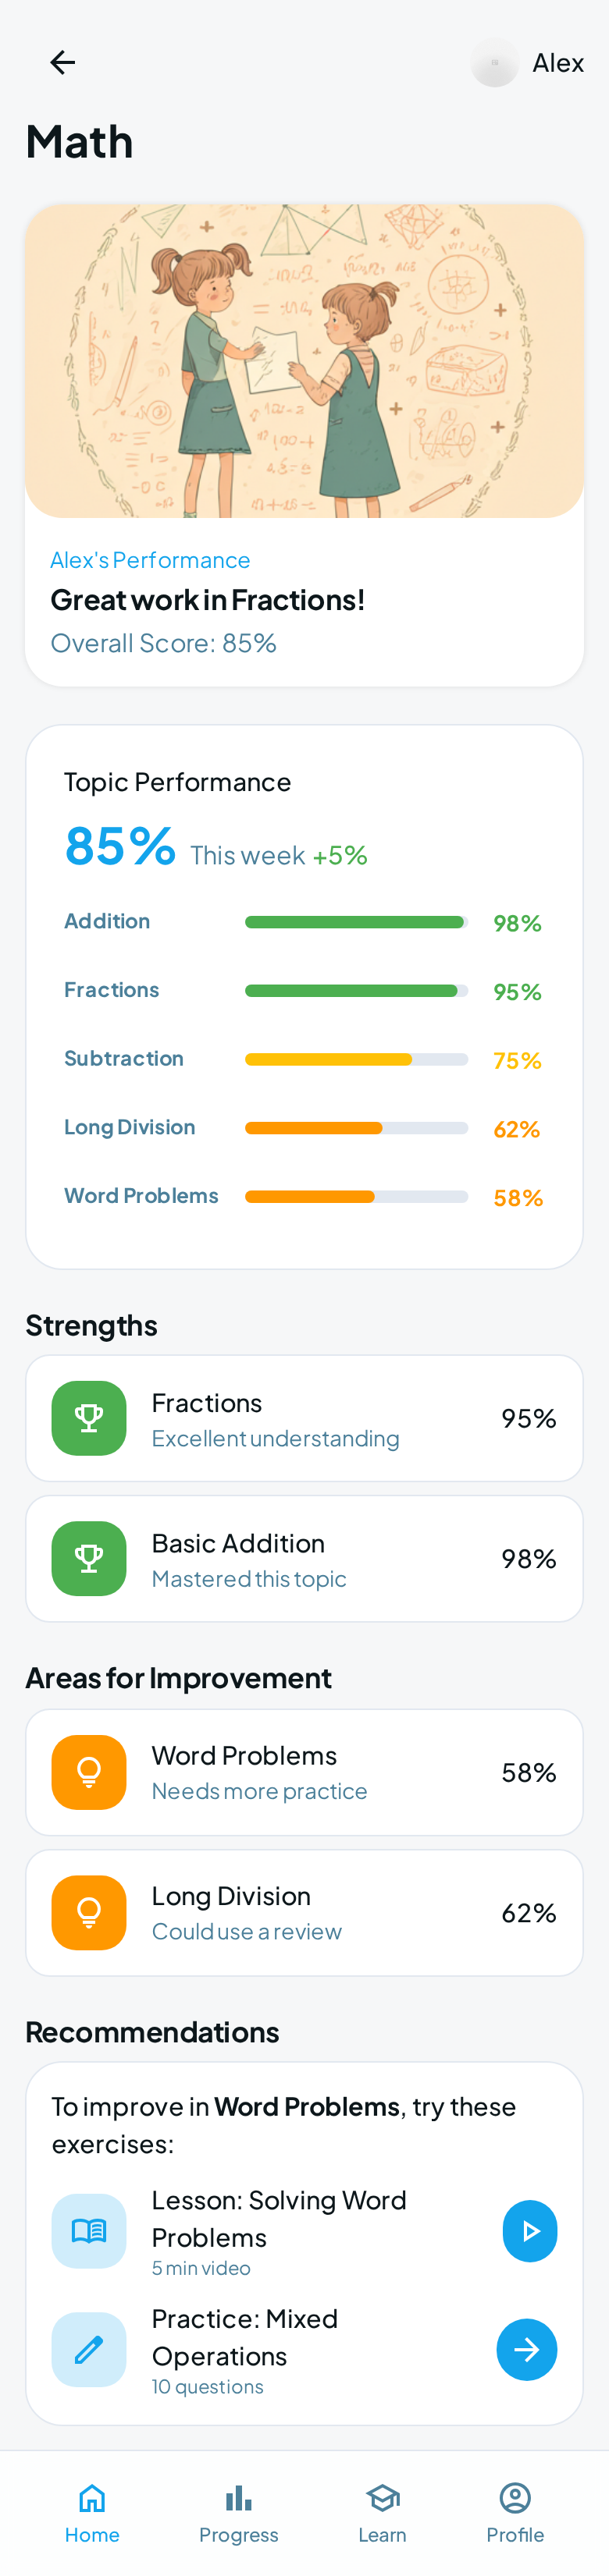 Alex
Math
Alex's Performance
Great work in Fractions!
Overall Score: 85%
Topic Performance
85% This week +5%
Addition 98%
Fractions 95%
Subtraction 75%
Long Division 62%
Word Problems 58%
Strengths
Fractions
Excellent understanding
95%
Basic Addition
Mastered this topic
98%
Areas for Improvement
Word Problems
Needs more practice
58%
Long Division
Could use a review
62%
Recommendations
To improve in Word Problems, try these
exercises:
Lesson: Solving Word
Problems
5 min video
Practice: Mixed
Operations
10 questions
Home Progress Learn Profile